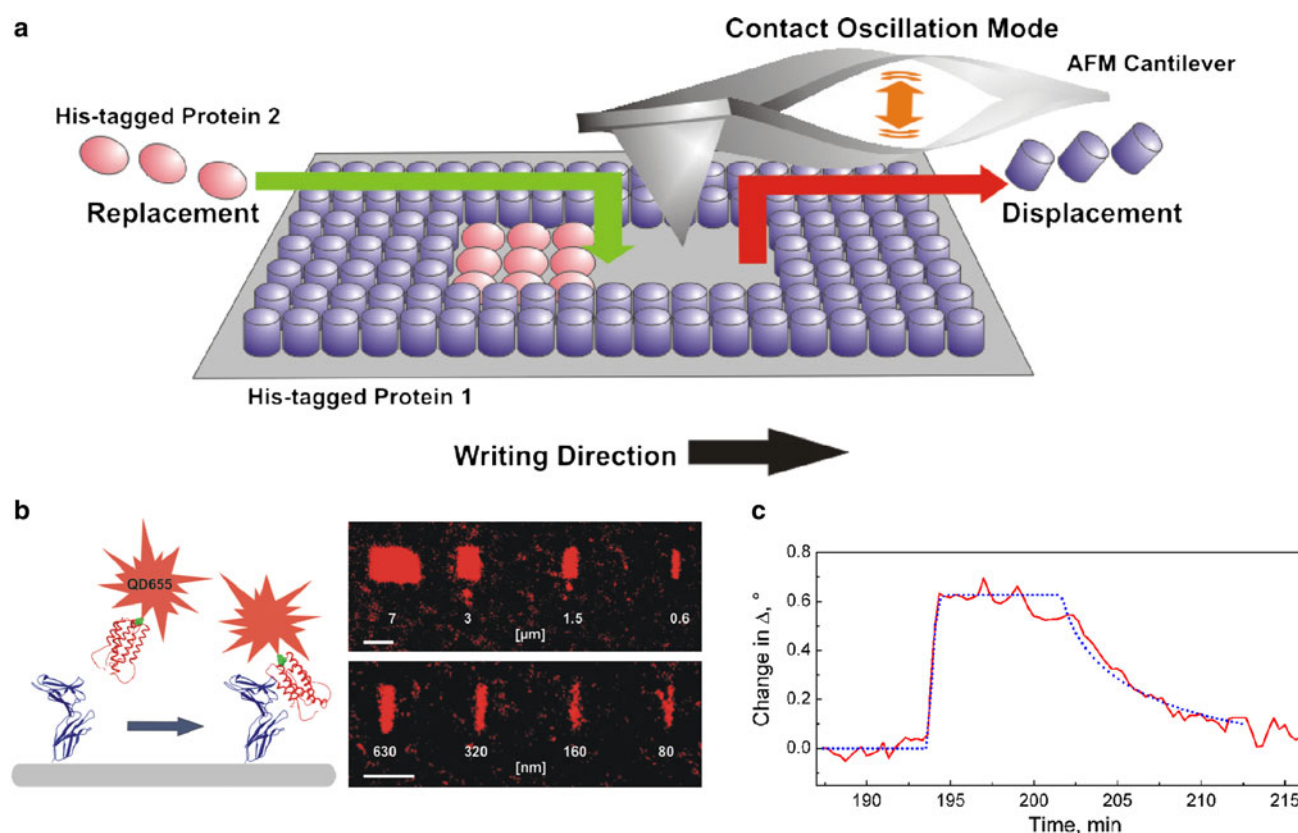 a
Contact Oscillation Mode
AFM Cantilever
His-tagged Protein 2
Replacement
Displacement
His-tagged Protein 1
Writing Direction
b
QD655
7 3 1.5 0.6
[µm]
630 320 160 80
[nm]
c
Change in Δ, °
0.8
0.6
0.4
0.2
0.0
190 195 200 205 210 215
Time, min